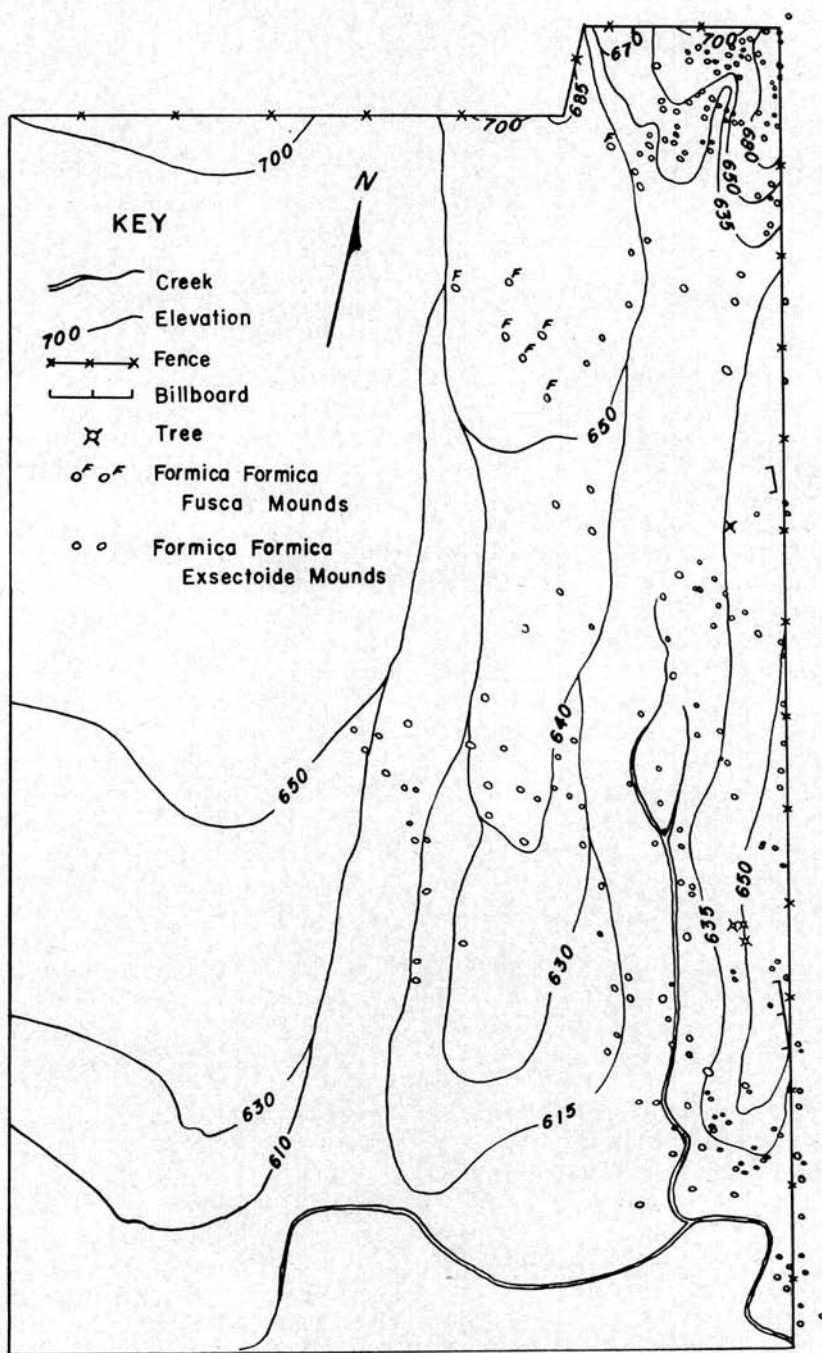 700
670
685
700
700
N
680
650
635
KEY
Creek
700 Elevation
Fence
Billboard
Tree
F F Formica Formica
Fusca Mounds
Formica Formica
Exsectoide Mounds
F
F
F
F
F
F
F
F
650
640
650
650
635
630
630
615
610